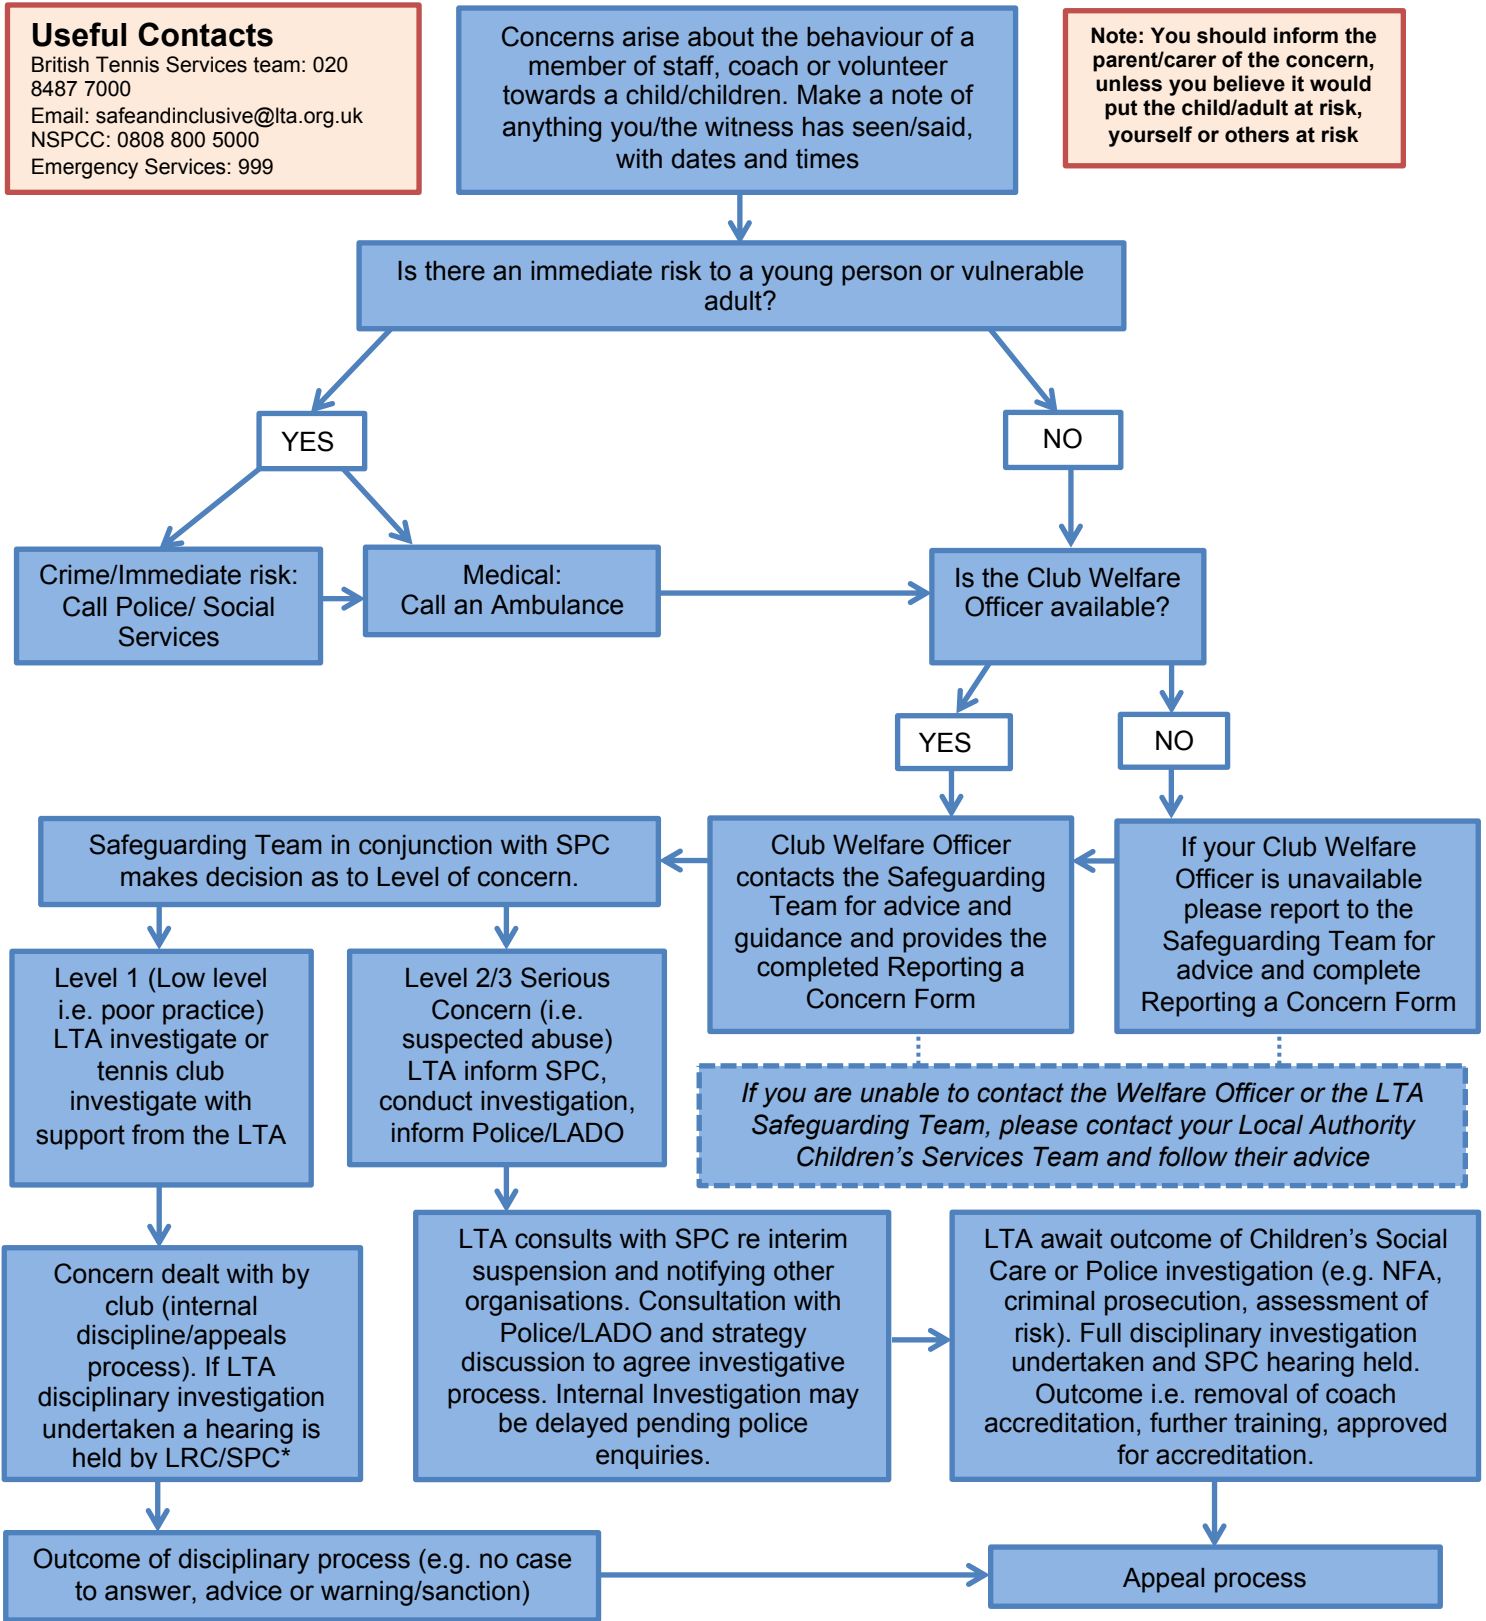 Useful Contacts
British Tennis Services team: 020
8487 7000
Email: safeandinclusive@lta.org.uk
NSPCC: 0808 800 5000
Emergency Services: 999
Concerns arise about the behaviour of a
member of staff, coach or volunteer
towards a child/children. Make a note of
anything you/the witness has seen/said,
with dates and times
Note: You should inform the
parent/carer of the concern,
unless you believe it would
put the child/adult at risk,
yourself or others at risk
Is there an immediate risk to a young person or vulnerable
adult?
YES
NO
Crime/Immediate risk:
Call Police/ Social
Services
Medical:
Call an Ambulance
Is the Club Welfare
Officer available?
YES
NO
Safeguarding Team in conjunction with SPC
makes decision as to Level of concern.
Club Welfare Officer
contacts the Safeguarding
Team for advice and
guidance and provides the
completed Reporting a
Concern Form
If your Club Welfare
Officer is unavailable
please report to the
Safeguarding Team for
advice and complete
Reporting a Concern Form
Level 1 (Low level
i.e. poor practice)
LTA investigate or
tennis club
investigate with
support from the LTA
Level 2/3 Serious
Concern (i.e.
suspected abuse)
LTA inform SPC,
conduct investigation,
inform Police/LADO
If you are unable to contact the Welfare Officer or the LTA
Safeguarding Team, please contact your Local Authority
Children’s Services Team and follow their advice
Concern dealt with by
club (internal
discipline/appeals
process). If LTA
disciplinary investigation
undertaken a hearing is
held by LRC/SPC*
LTA consults with SPC re interim
suspension and notifying other
organisations. Consultation with
Police/LADO and strategy
discussion to agree investigative
process. Internal Investigation may
be delayed pending police
enquiries.
LTA await outcome of Children’s Social
Care or Police investigation (e.g. NFA,
criminal prosecution, assessment of
risk). Full disciplinary investigation
undertaken and SPC hearing held.
Outcome i.e. removal of coach
accreditation, further training, approved
for accreditation.
Outcome of disciplinary process (e.g. no case
to answer, advice or warning/sanction)
Appeal process